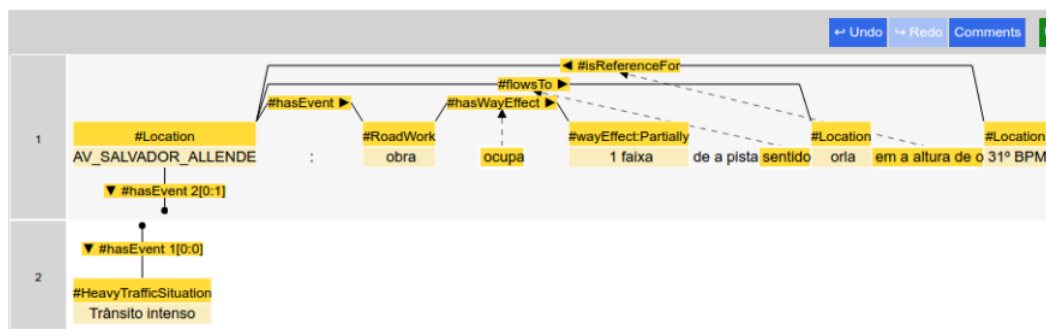 ↩ Undo ↪ Redo Comments
◀ #isReferenceFor
#flowsTo ▶
#hasEvent ▶ #hasWayEffect ▶
1 #Location #RoadWork #wayEffect:Partially #Location #Location
AV_SALVADOR_ALLENDE : obra ocupa 1 faixa de a pista sentido orla em a altura de o 31º BPM
▼ #hasEvent 2[0:1]
▼ #hasEvent 1[0:0]
2
#HeavyTrafficSituation
Trânsito intenso